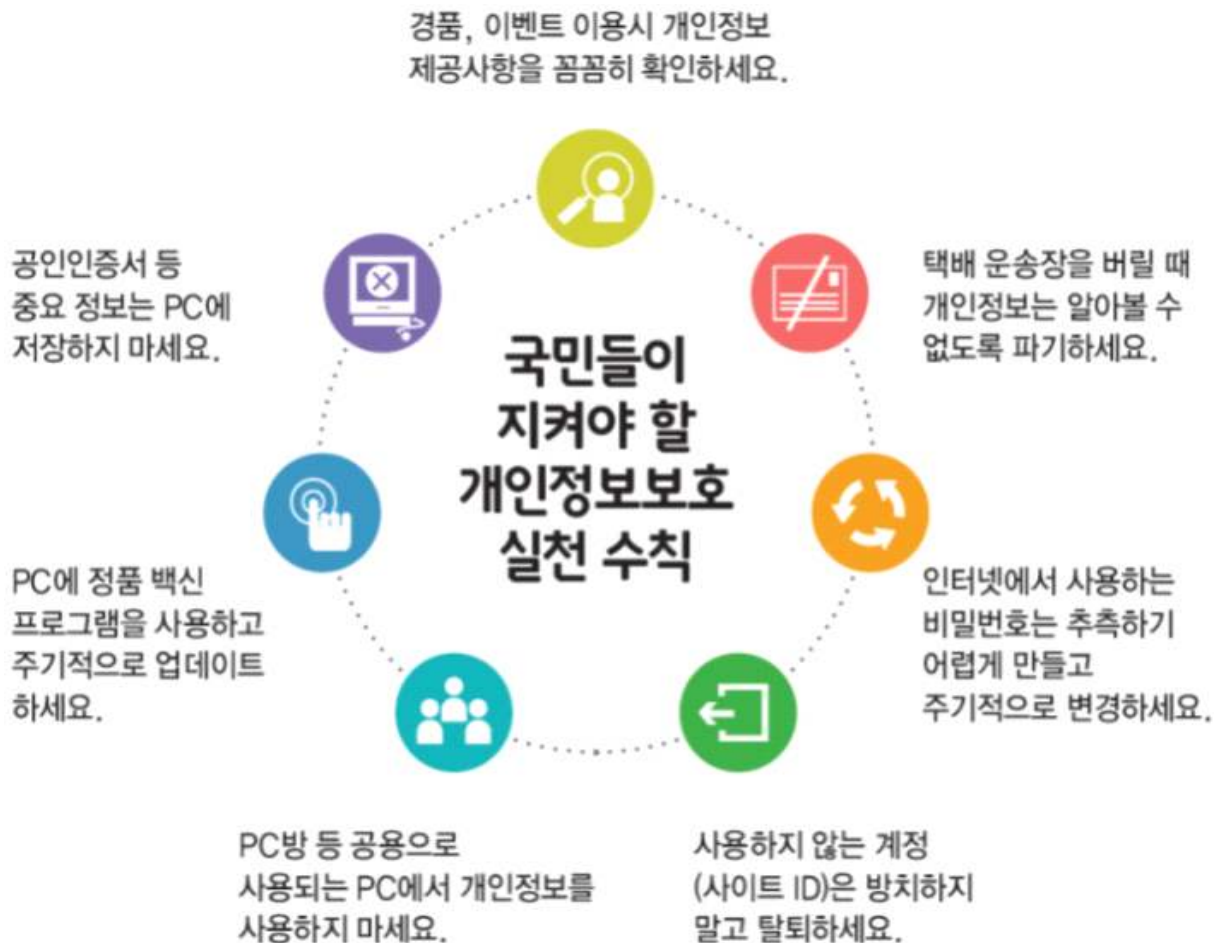 경품, 이벤트 이용시 개인정보
제공사항을 꼼꼼히 확인하세요.
택배 운송장을 버릴 때
개인정보는 알아볼 수
없도록 파기하세요.
인터넷에서 사용하는
비밀번호는 추측하기
어렵게 만들고
주기적으로 변경하세요.
사용하지 않는 계정
(사이트 ID)은 방치하지
말고 탈퇴하세요.
PC방 등 공용으로
사용되는 PC에서 개인정보를
사용하지 마세요.
PC에 정품 백신
프로그램을 사용하고
주기적으로 업데이트
하세요.
공인인증서 등
중요 정보는 PC에
저장하지 마세요.
국민들이
지켜야 할
개인정보보호
실천 수칙